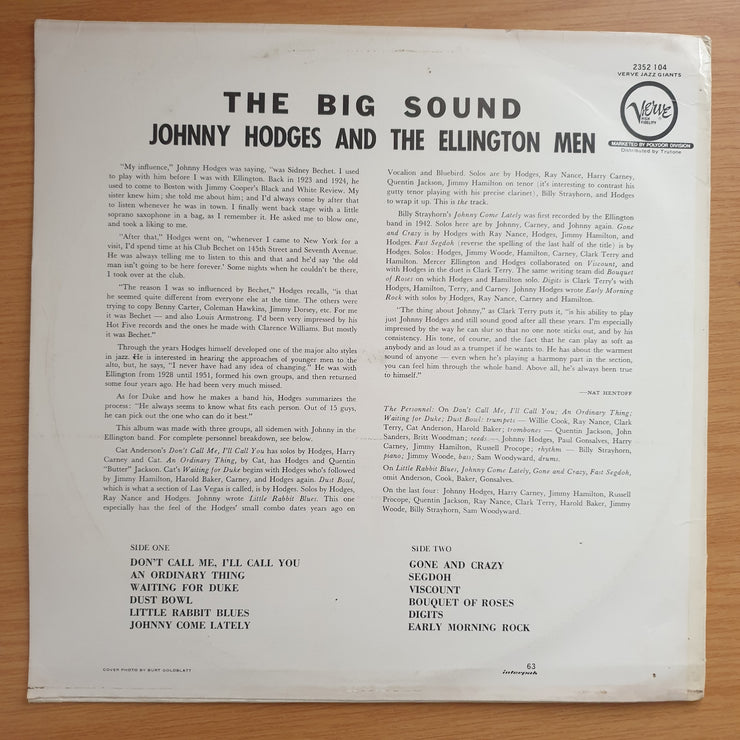 2352 104
VERVE JAZZ GIANTS
Verve
HIGH
FIDELITY
MARKETED BY POLYDOR DIVISION
Distributed by Trutone
THE BIG SOUND
JOHNNY HODGES AND THE ELLINGTON MEN
"My influence," Johnny Hodges was saying, "was Sidney Bechet. I used
to play with him before I was with Ellington. Back in 1923 and 1924, he
used to come to Boston with Jimmy Cooper's Black and White Review. My
sister knew him; she told me about him; and I'd always come by after that
to listen whenever he was in town. I finally went back stage with a little
soprano saxophone in a bag, as I remember it. He asked me to blow one,
and took a liking to me.
"After that," Hodges went on, "whenever I came to New York for a
visit, I'd spend time at his Club Bechet on 145th Street and Seventh Avenue.
He was always telling me to listen to this and that and he'd say 'the old
man isn't going to be here forever.' Some nights when he couldn't be there,
I took over at the club.
"The reason I was so influenced by Bechet," Hodges recalls, "is that
he seemed quite different from everyone else at the time. The others were
trying to copy Benny Carter, Coleman Hawkins, Jimmy Dorsey, etc. For me
it was Bechet — and also Louis Armstrong. I'd been very impressed by his
Hot Five records and the ones he made with Clarence Williams. But mostly
it was Bechet."
Through the years Hodges himself developed one of the major alto styles
in jazz. He is interested in hearing the approaches of younger men to the
alto, but, he says, "I never have had any idea of changing." He was with
Ellington from 1928 until 1951, formed his own groups, and then returned
some four years ago. He had been very much missed.
As for Duke and how he makes a band his, Hodges summarizes the
process: "He always seems to know what fits each person. Out of 15 guys,
he can pick out the one who can do it best."
This album was made with three groups, all sidemen with Johnny in the
Ellington band. For complete personnel breakdown, see below.
Cat Anderson's Don't Call Me, I'll Call You has solos by Hodges, Harry
Carney and Cat. An Ordinary Thing, by Cat, has Hodges and Quentin
"Butter" Jackson. Cat's Waiting for Duke begins with Hodges who's followed
by Jimmy Hamilton, Harold Baker, Carney, and Hodges again. Dust Bowl,
which is what a section of Las Vegas is called, is by Hodges. Solos by Hodges,
Ray Nance and Hodges. Johnny wrote Little Rabbit Blues. This one
especially has the feel of the Hodges' small combo dates years ago on
Vocalion and Bluebird. Solos are by Hodges, Ray Nance, Harry Carney,
Quentin Jackson, Jimmy Hamilton on tenor (it's interesting to contrast his
gutty tenor playing with his precise clarinet), Billy Strayhorn, and Hodges
to wrap it up. This is the track.
Billy Strayhorn's Johnny Come Lately was first recorded by the Ellington
band in 1942. Solos here are by Johnny, Carney, and Johnny again. Gone
and Crazy is by Hodges with Ray Nance, Hodges, Jimmy Hamilton, and
Hodges. Fast Segdoh (reverse the spelling of the last half of the title) is by
Hodges. Solos: Hodges, Jimmy Woode, Hamilton, Carney, Clark Terry and
Hamilton. Mercer Ellington and Hodges collaborated on Viscount, and
with Hodges in the duet is Clark Terry. The same writing team did Bouquet
of Roses on which Hodges and Hamilton solo. Digits is Clark Terry's with
Hodges, Hamilton, Terry, and Carney. Johnny Hodges wrote Early Morning
Rock with solos by Hodges, Ray Nance, Carney and Hamilton.
"The thing about Johnny," as Clark Terry puts it, "is his ability to play
just Johnny Hodges and still sound good after all these years. I'm especially
impressed by the way he can slur so that no one note sticks out, and by his
consistency. His tone, of course, and the fact that he can play as soft as
anybody and as loud as a trumpet if he wants to. He has about the warmest
sound of anyone — even when he's playing a harmony part in the section,
you can feel him through the whole band. Above all, he's always been true
to himself."
—NAT HENTOFF
The Personnel: On Don't Call Me, I'll Call You; An Ordinary Thing;
Waiting for Duke; Dust Bowl: trumpets — Willie Cook, Ray Nance, Clark
Terry, Cat Anderson, Harold Baker; trombones — Quentin Jackson, John
Sanders, Britt Woodman; reeds — Johnny Hodges, Paul Gonsalves, Harry
Carney, Jimmy Hamilton, Russell Procope; rhythm — Billy Strayhorn,
piano; Jimmy Woode, bass; Sam Woodyward, drums.
On Little Rabbit Blues, Johnny Come Lately, Gone and Crazy, Fast Segdoh,
omit Anderson, Cook, Baker, Gonsalves.
On the last four: Johnny Hodges, Harry Carney, Jimmy Hamilton, Russell
Procope, Quentin Jackson, Ray Nance, Clark Terry, Harold Baker, Jimmy
Woode, Billy Strayhorn, Sam Woodyward.
SIDE ONE
DON'T CALL ME, I'LL CALL YOU
AN ORDINARY THING
WAITING FOR DUKE
DUST BOWL
LITTLE RABBIT BLUES
JOHNNY COME LATELY
SIDE TWO
GONE AND CRAZY
SEGDOH
VISCOUNT
BOUQUET OF ROSES
DIGITS
EARLY MORNING ROCK
COVER PHOTO BY BURT GOLDBLATT
63
interpak